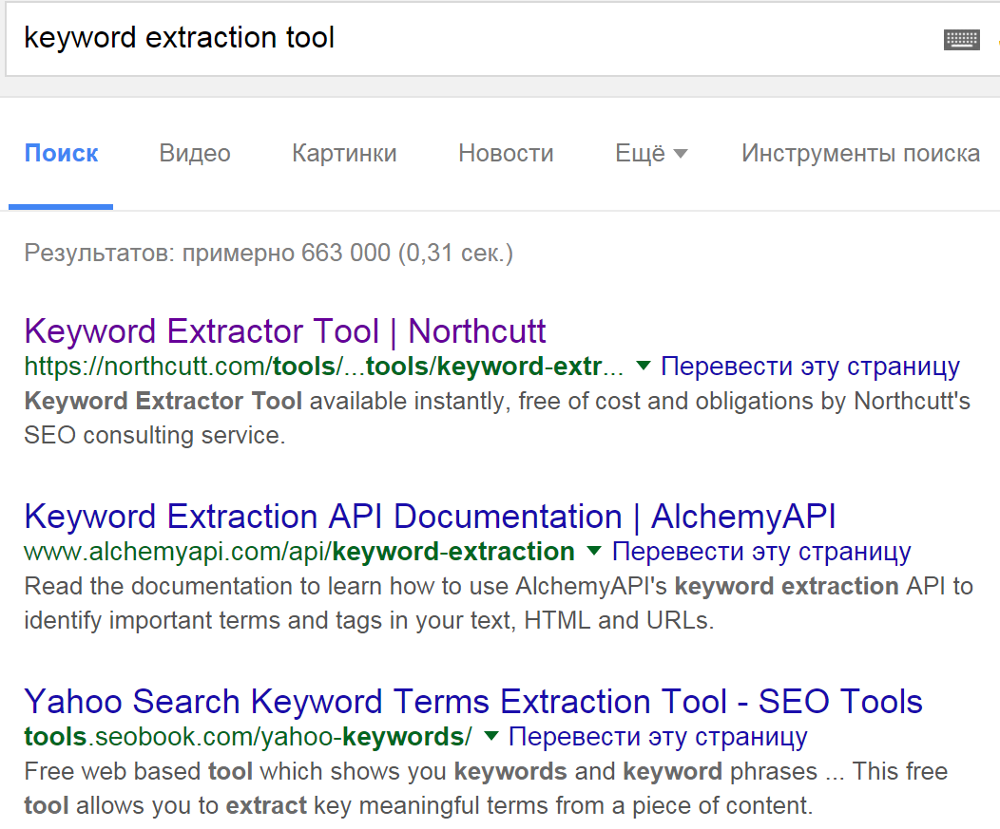 keyword extraction tool
Поиск Видео Картинки Новости Ещё Инструменты поиска
Результатов: примерно 663 000 (0,31 сек.)
Keyword Extractor Tool | Northcutt
https://northcutt.com/tools/...tools/keyword-extr... Перевести эту страницу
Keyword Extractor Tool available instantly, free of cost and obligations by Northcutt's
SEO consulting service.
Keyword Extraction API Documentation | AlchemyAPI
www.alchemyapi.com/api/keyword-extraction Перевести эту страницу
Read the documentation to learn how to use AlchemyAPI's keyword extraction API to
identify important terms and tags in your text, HTML and URLs.
Yahoo Search Keyword Terms Extraction Tool - SEO Tools
tools.seobook.com/yahoo-keywords/ Перевести эту страницу
Free web based tool which shows you keywords and keyword phrases ... This free
tool allows you to extract key meaningful terms from a piece of content.